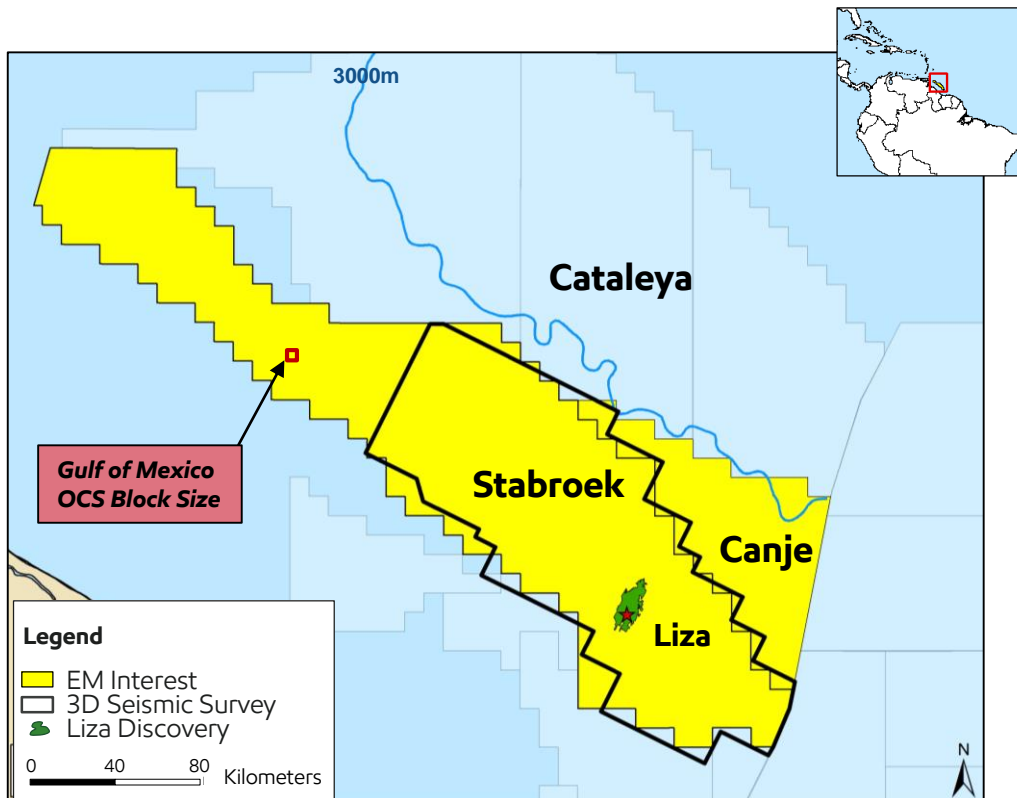 3000m
Cataleya
Gulf of Mexico
OCS Block Size
Stabroek
Canje
Liza
Legend
EM Interest
3D Seismic Survey
Liza Discovery
0 40 80 Kilometers
N